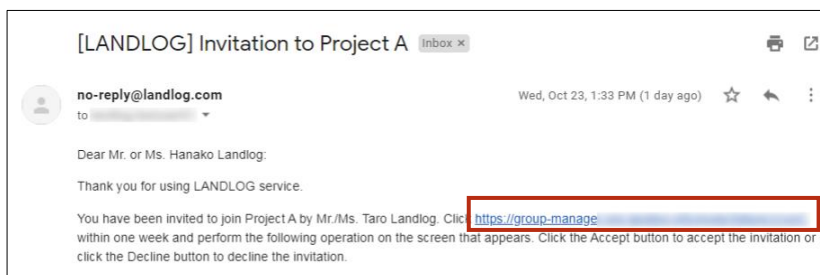 [LANDLOG] Invitation to Project A Inbox ×
no-reply@landlog.com Wed, Oct 23, 1:33 PM (1 day ago)
to
Dear Mr. or Ms. Hanako Landlog:
Thank you for using LANDLOG service.
You have been invited to join Project A by Mr./Ms. Taro Landlog. Click https://group-manage
within one week and perform the following operation on the screen that appears. Click the Accept button to accept the invitation or
click the Decline button to decline the invitation.